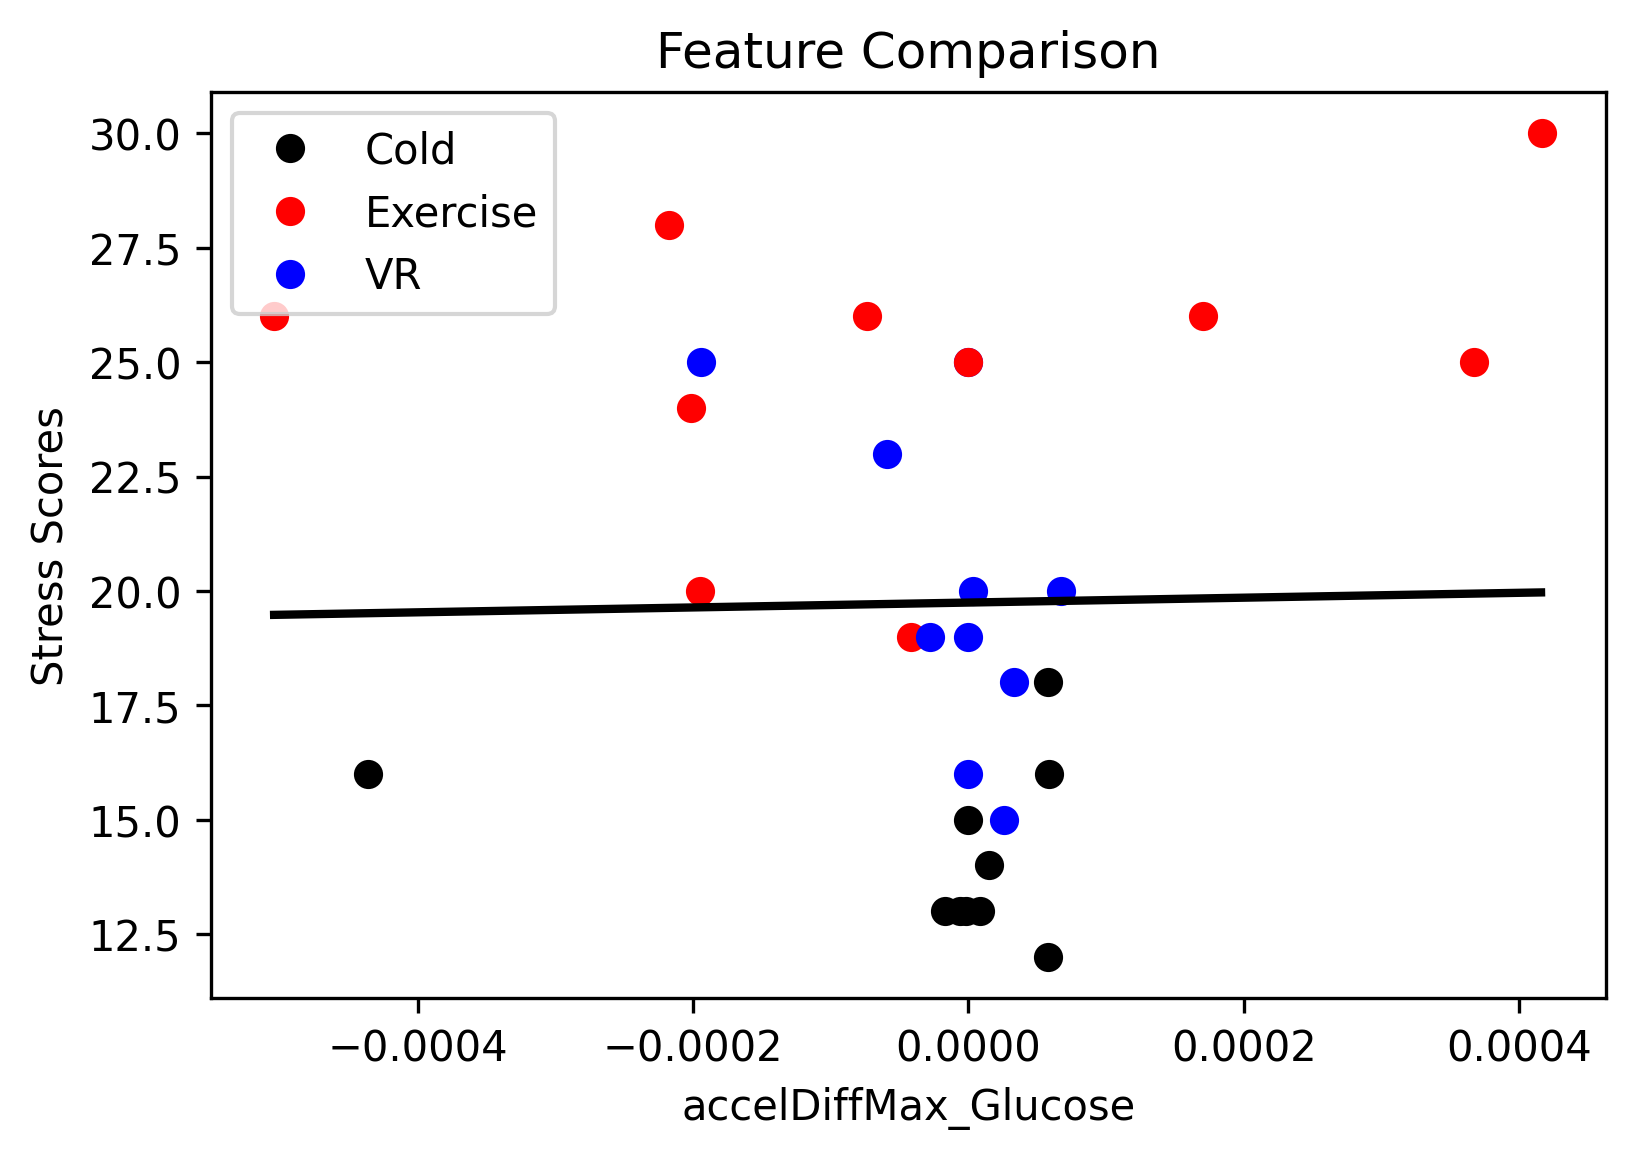 Feature Comparison
Cold
Exercise
VR
30.0
27.5
25.0
22.5
20.0
17.5
15.0
12.5
Stress Scores
−0.0004
−0.0002
0.0000
0.0002
0.0004
accelDiffMax_Glucose